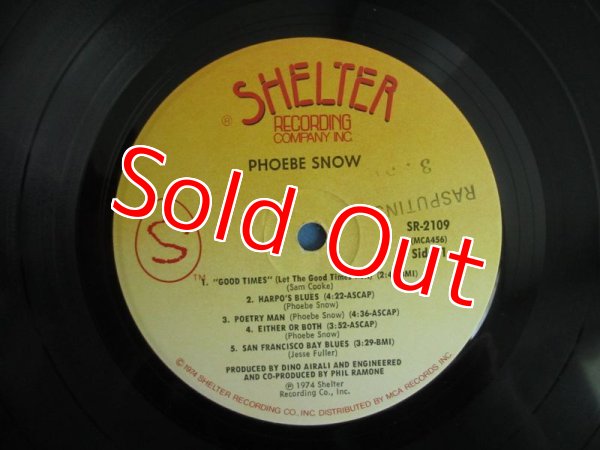 SHELTER
®
RECORDING
COMPANY INC.
PHOEBE SNOW
RASPUTIN
SR-2109
(MCA456)
S
TM
Sold Out
1. "GOOD TIMES" (Let The Good Times
Sam Cooke)
2. HARPO'S BLUES (4:22-ASCAP)
(Phoebe Snow)
3. POETRY MAN (Phoebe Snow) (4:36-ASCAP)
4. EITHER OR BOTH (3:52-ASCAP)
(Phoebe Snow)
5. SAN FRANCISCO BAY BLUES (3:29-BMI)
(Jesse Fuller)
PRODUCED BY DINO AIRALI AND ENGINEERED
AND CO-PRODUCED BY PHIL RAMONE
℗ 1974 Shelter
Recording Co., Inc.
© 1974 SHELTER RECORDING CO., INC. DISTRIBUTED BY MCA RECORDS INC.